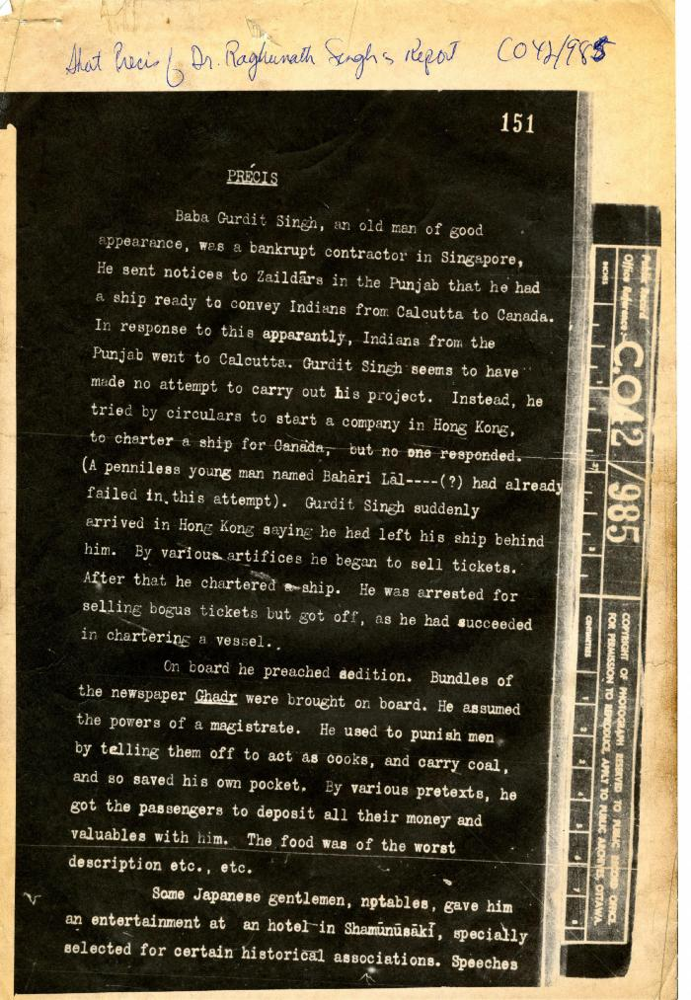 Short Precis of Dr. Raghunath Singh's Report CO42/985
151
PRÉCIS
Baba Gurdit Singh, an old man of good
appearance, was a bankrupt contractor in Singapore,
He sent notices to Zaildārs in the Punjab that he had
a ship ready to convey Indians from Calcutta to Canada.
In response to this apparantly, Indians from the
Punjab went to Calcutta. Gurdit Singh seems to have
made no attempt to carry out his project. Instead, he
tried by circulars to start a company in Hong Kong,
to charter a ship for Canada, but no one responded.
(A penniless young man named Bahāri Lāl----(?) had already
failed in this attempt). Gurdit Singh suddenly
arrived in Hong Kong saying he had left his ship behind
him. By various artifices he began to sell tickets.
After that he chartered a ship. He was arrested for
selling bogus tickets but got off, as he had succeeded
in chartering a vessel..
On board he preached sedition. Bundles of
the newspaper Ghadr were brought on board. He assumed
the powers of a magistrate. He used to punish men
by telling them off to act as cooks, and carry coal,
and so saved his own pocket. By various pretexts, he
got the passengers to deposit all their money and
valuables with him. The food was of the worst
description etc., etc.
Some Japanese gentlemen, notables, gave him
an entertainment at an hotel in Shamūnūsākī, specially
selected for certain historical associations. Speeches
Public Record
Office Reference
C.O42/985
INCHES
CENTIMETRES
COPYRIGHT OF PHOTOGRAPH RESERVED TO PUBLIC RECORD OFFICE.
FOR PERMISSION TO REPRODUCE, APPLY TO PUBLIC ARCHIVES, OTTAWA